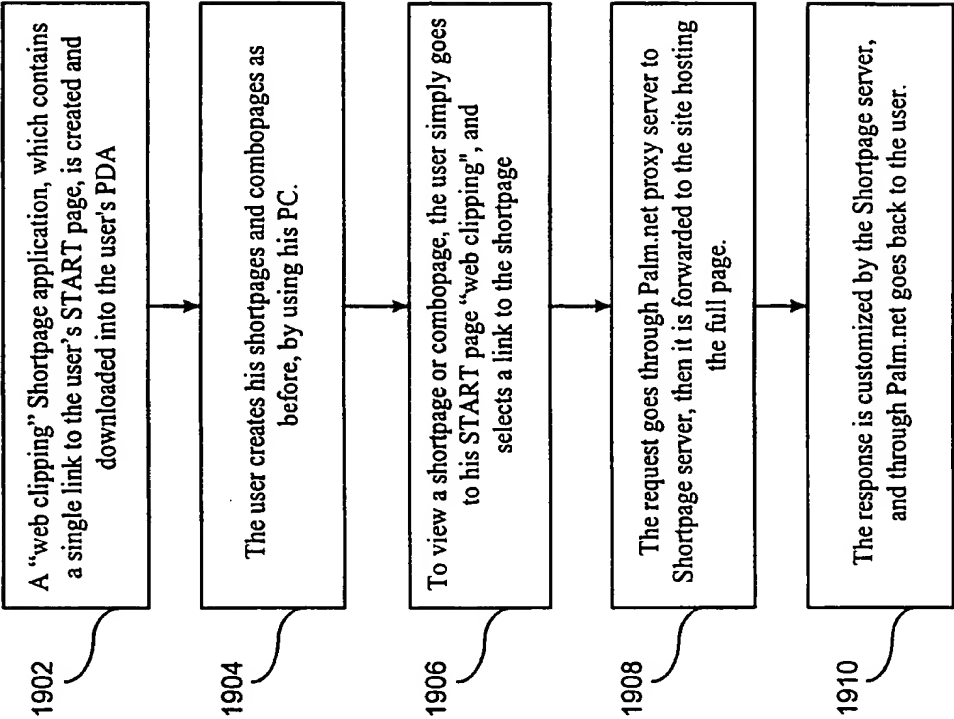 1902
A “web clipping” Shortpage application, which contains
a single link to the user's START page, is created and
downloaded into the user's PDA
1904
The user creates his shortpages and combopages as
before, by using his PC.
1906
To view a shortpage or combopage, the user simply goes
to his START page “web clipping", and
selects a link to the shortpage
1908
The request goes through Palm.net proxy server to
Shortpage server, then it is forwarded to the site hosting
the full page.
1910
The response is customized by the Shortpage server,
and through Palm.net goes back to the user.